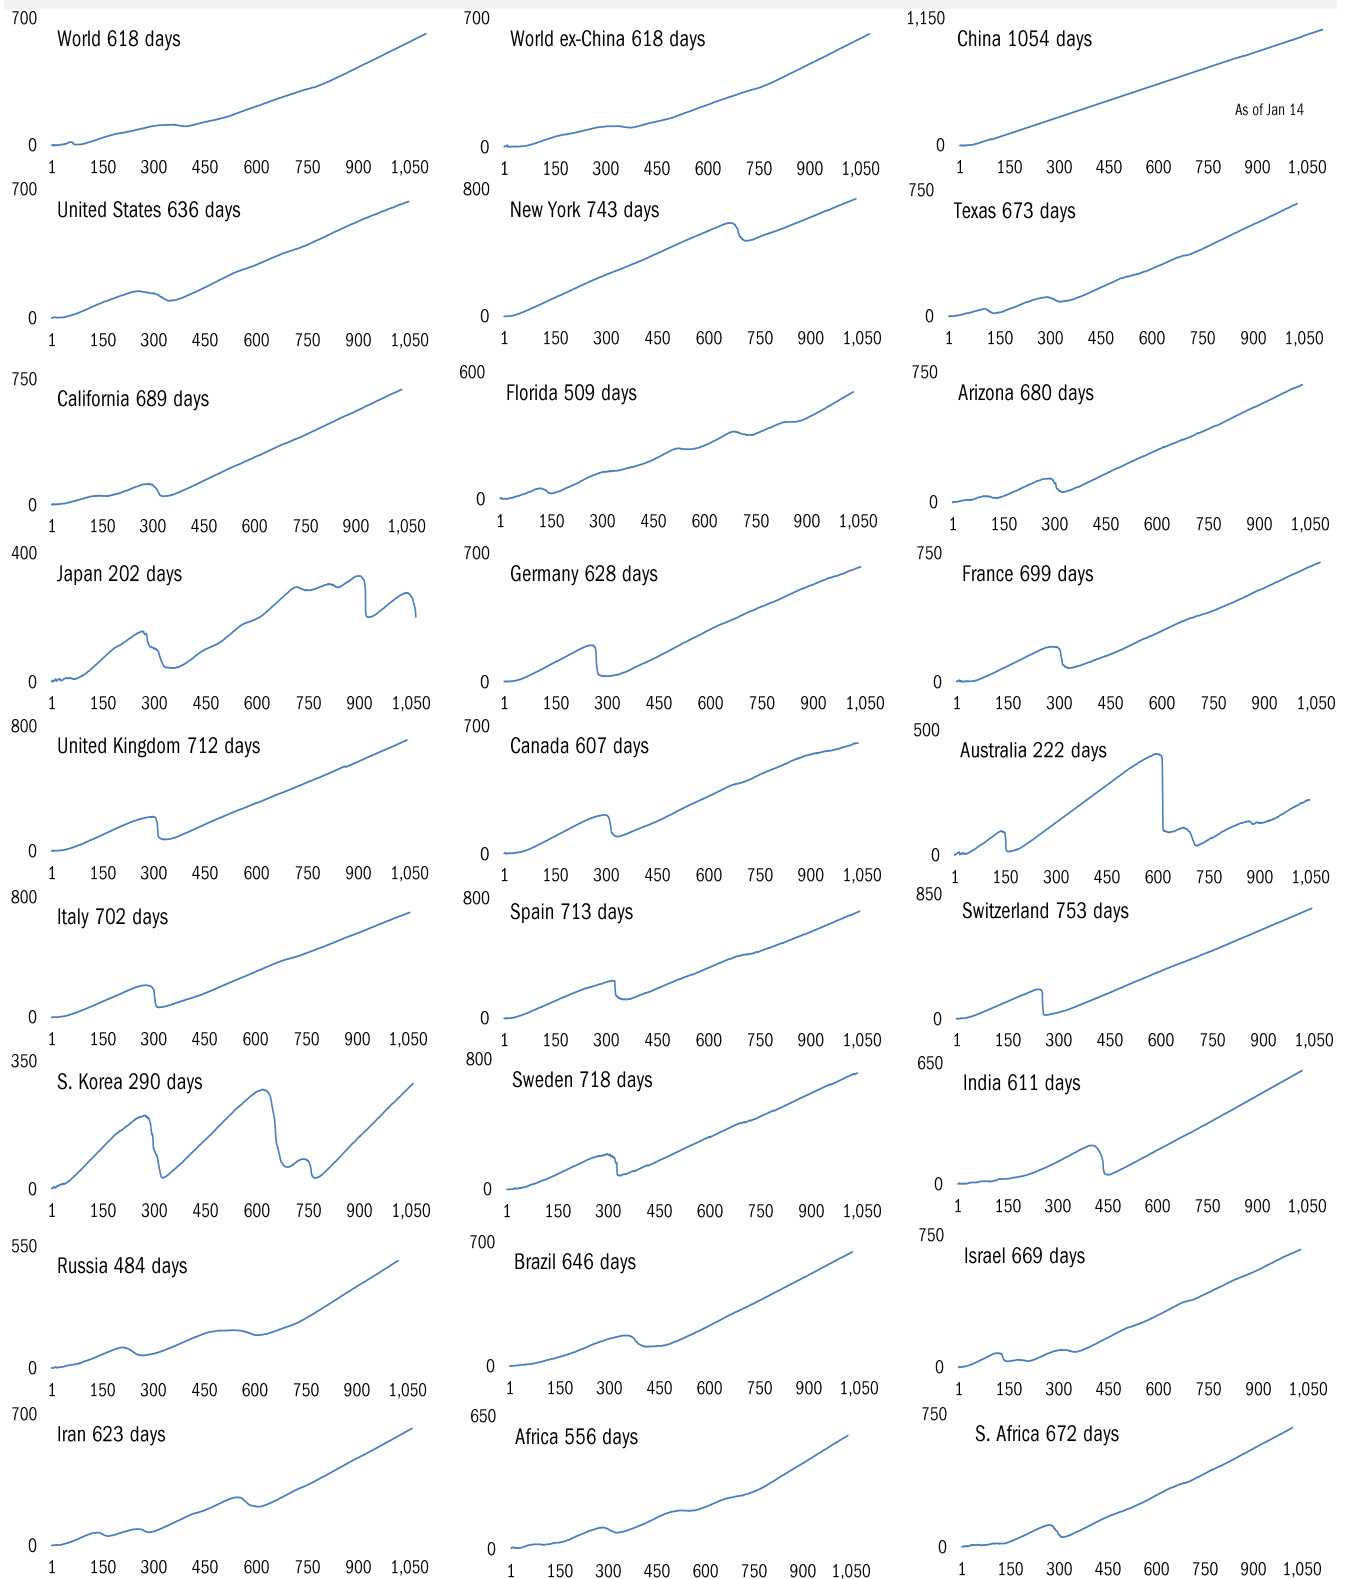 700
World 618 days
0
1 150 300 450 600 750 900 1,050
700
World ex-China 618 days
0
1 150 300 450 600 750 900 1,050
1,150
China 1054 days
As of Jan 14
0
1 150 300 450 600 750 900 1,050
700
United States 636 days
0
1 150 300 450 600 750 900 1,050
800
New York 743 days
0
1 150 300 450 600 750 900 1,050
750
Texas 673 days
0
1 150 300 450 600 750 900 1,050
750
California 689 days
0
1 150 300 450 600 750 900 1,050
600
Florida 509 days
0
1 150 300 450 600 750 900 1,050
750
Arizona 680 days
0
1 150 300 450 600 750 900 1,050
400
Japan 202 days
0
1 150 300 450 600 750 900 1,050
700
Germany 628 days
0
1 150 300 450 600 750 900 1,050
750
France 699 days
0
1 150 300 450 600 750 900 1,050
800
United Kingdom 712 days
0
1 150 300 450 600 750 900 1,050
700
Canada 607 days
0
1 150 300 450 600 750 900 1,050
500
Australia 222 days
0
1 150 300 450 600 750 900 1,050
800
Italy 702 days
0
1 150 300 450 600 750 900 1,050
800
Spain 713 days
0
1 150 300 450 600 750 900 1,050
850
Switzerland 753 days
0
1 150 300 450 600 750 900 1,050
350
S. Korea 290 days
0
1 150 300 450 600 750 900 1,050
800
Sweden 718 days
0
1 150 300 450 600 750 900 1,050
650
India 611 days
0
1 150 300 450 600 750 900 1,050
550
Russia 484 days
0
1 150 300 450 600 750 900 1,050
700
Brazil 646 days
0
1 150 300 450 600 750 900 1,050
750
Israel 669 days
0
1 150 300 450 600 750 900 1,050
700
Iran 623 days
0
1 150 300 450 600 750 900 1,050
650
Africa 556 days
0
1 150 300 450 600 750 900 1,050
750
S. Africa 672 days
0
1 150 300 450 600 750 900 1,050